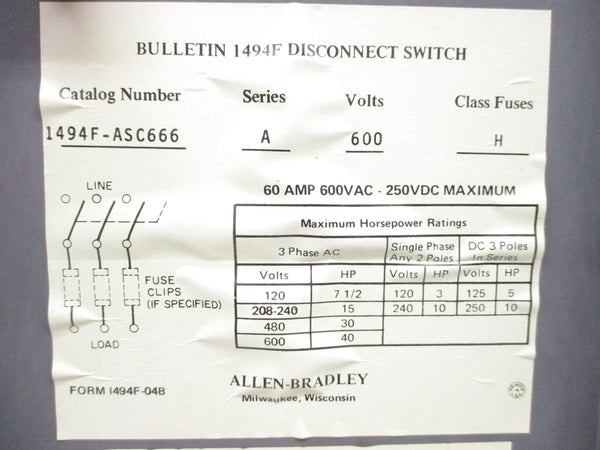 BULLETIN 1494F DISCONNECT SWITCH
Catalog Number Series Volts Class Fuses
1494F-ASC666 A 600 H
LINE
FUSE
CLIPS
(IF SPECIFIED)
LOAD
60 AMP 600VAC - 250VDC MAXIMUM
Maximum Horsepower Ratings
3 Phase AC Single Phase Any 2 Poles DC 3 Poles In Series
Volts HP Volts HP Volts HP
120 7 1/2 120 3 125 5
208-240 15 240 10 250 10
480 30
600 40
FORM 1494F-04B
ALLEN-BRADLEY
Milwaukee, Wisconsin